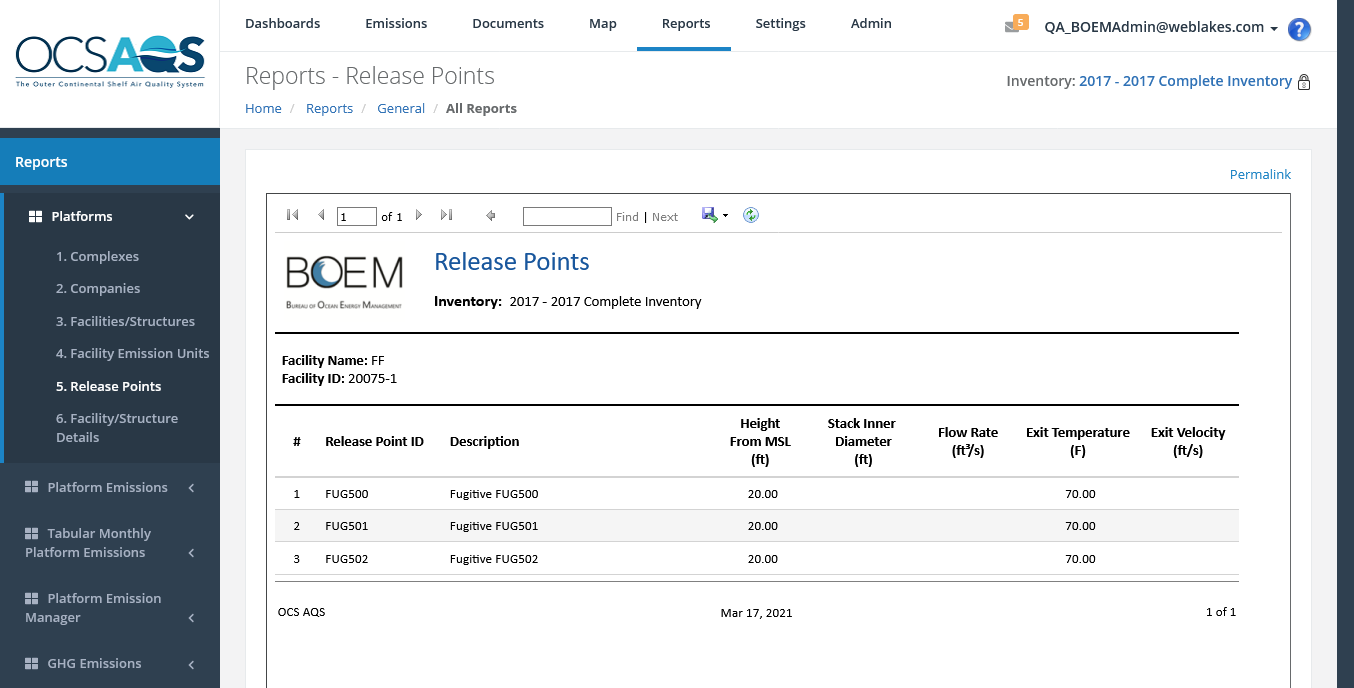 OCSAQS
The Outer Continental Shelf Air Quality System
Dashboards Emissions Documents Map Reports Settings Admin
5 QA_BOEMAdmin@weblakes.com ?
Reports - Release Points
Inventory: 2017 - 2017 Complete Inventory
Home / Reports / General / All Reports
Reports
Platforms
1. Complexes
2. Companies
3. Facilities/Structures
4. Facility Emission Units
5. Release Points
6. Facility/Structure
Details
Platform Emissions
Tabular Monthly
Platform Emissions
Platform Emission
Manager
GHG Emissions
Permalink
1 of 1 Find | Next
BOEM
Bureau of Ocean Energy Management
Release Points
Inventory: 2017 - 2017 Complete Inventory
Facility Name: FF
Facility ID: 20075-1
# Release Point ID Description Height From MSL (ft) Stack Inner Diameter (ft) Flow Rate (ft³/s) Exit Temperature (F) Exit Velocity (ft/s)
1 FUG500 Fugitive FUG500 20.00 70.00
2 FUG501 Fugitive FUG501 20.00 70.00
3 FUG502 Fugitive FUG502 20.00 70.00
OCS AQS Mar 17, 2021 1 of 1